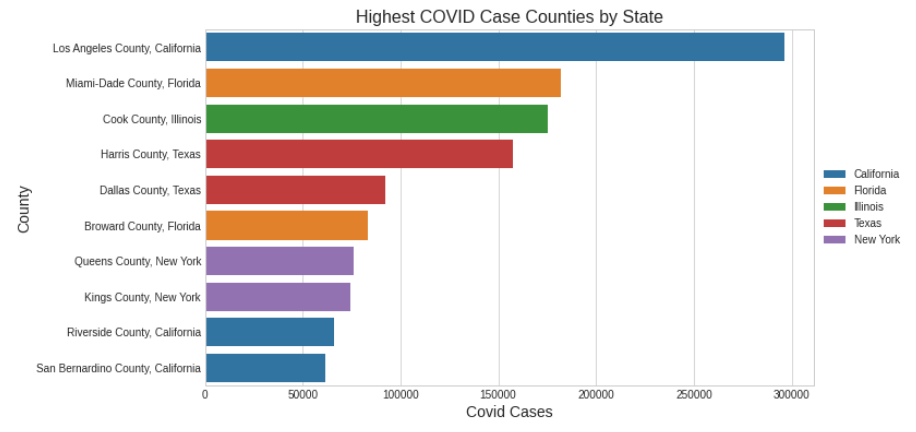 Highest COVID Case Counties by State
Los Angeles County, California
Miami-Dade County, Florida
Cook County, Illinois
Harris County, Texas
Dallas County, Texas
Broward County, Florida
Queens County, New York
Kings County, New York
Riverside County, California
San Bernardino County, California
County
0 50000 100000 150000 200000 250000 300000
Covid Cases
California
Florida
Illinois
Texas
New York